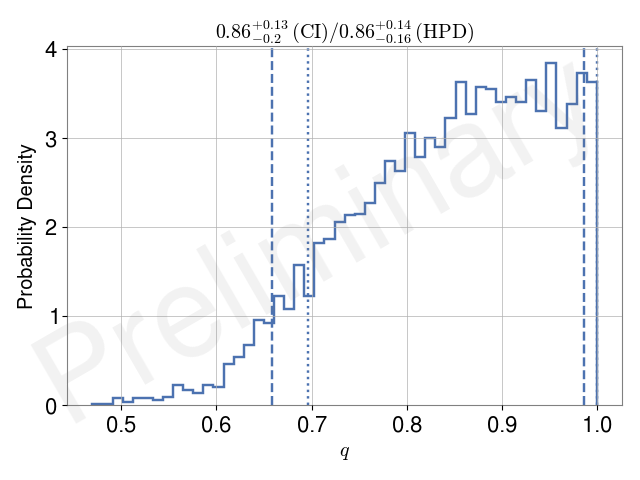 0.86^{+0.13}_{-0.2} (CI)/0.86^{+0.14}_{-0.16} (HPD)
4
3
2
1
0
Probability Density
Preliminary
0.5 0.6 0.7 0.8 0.9 1.0
q